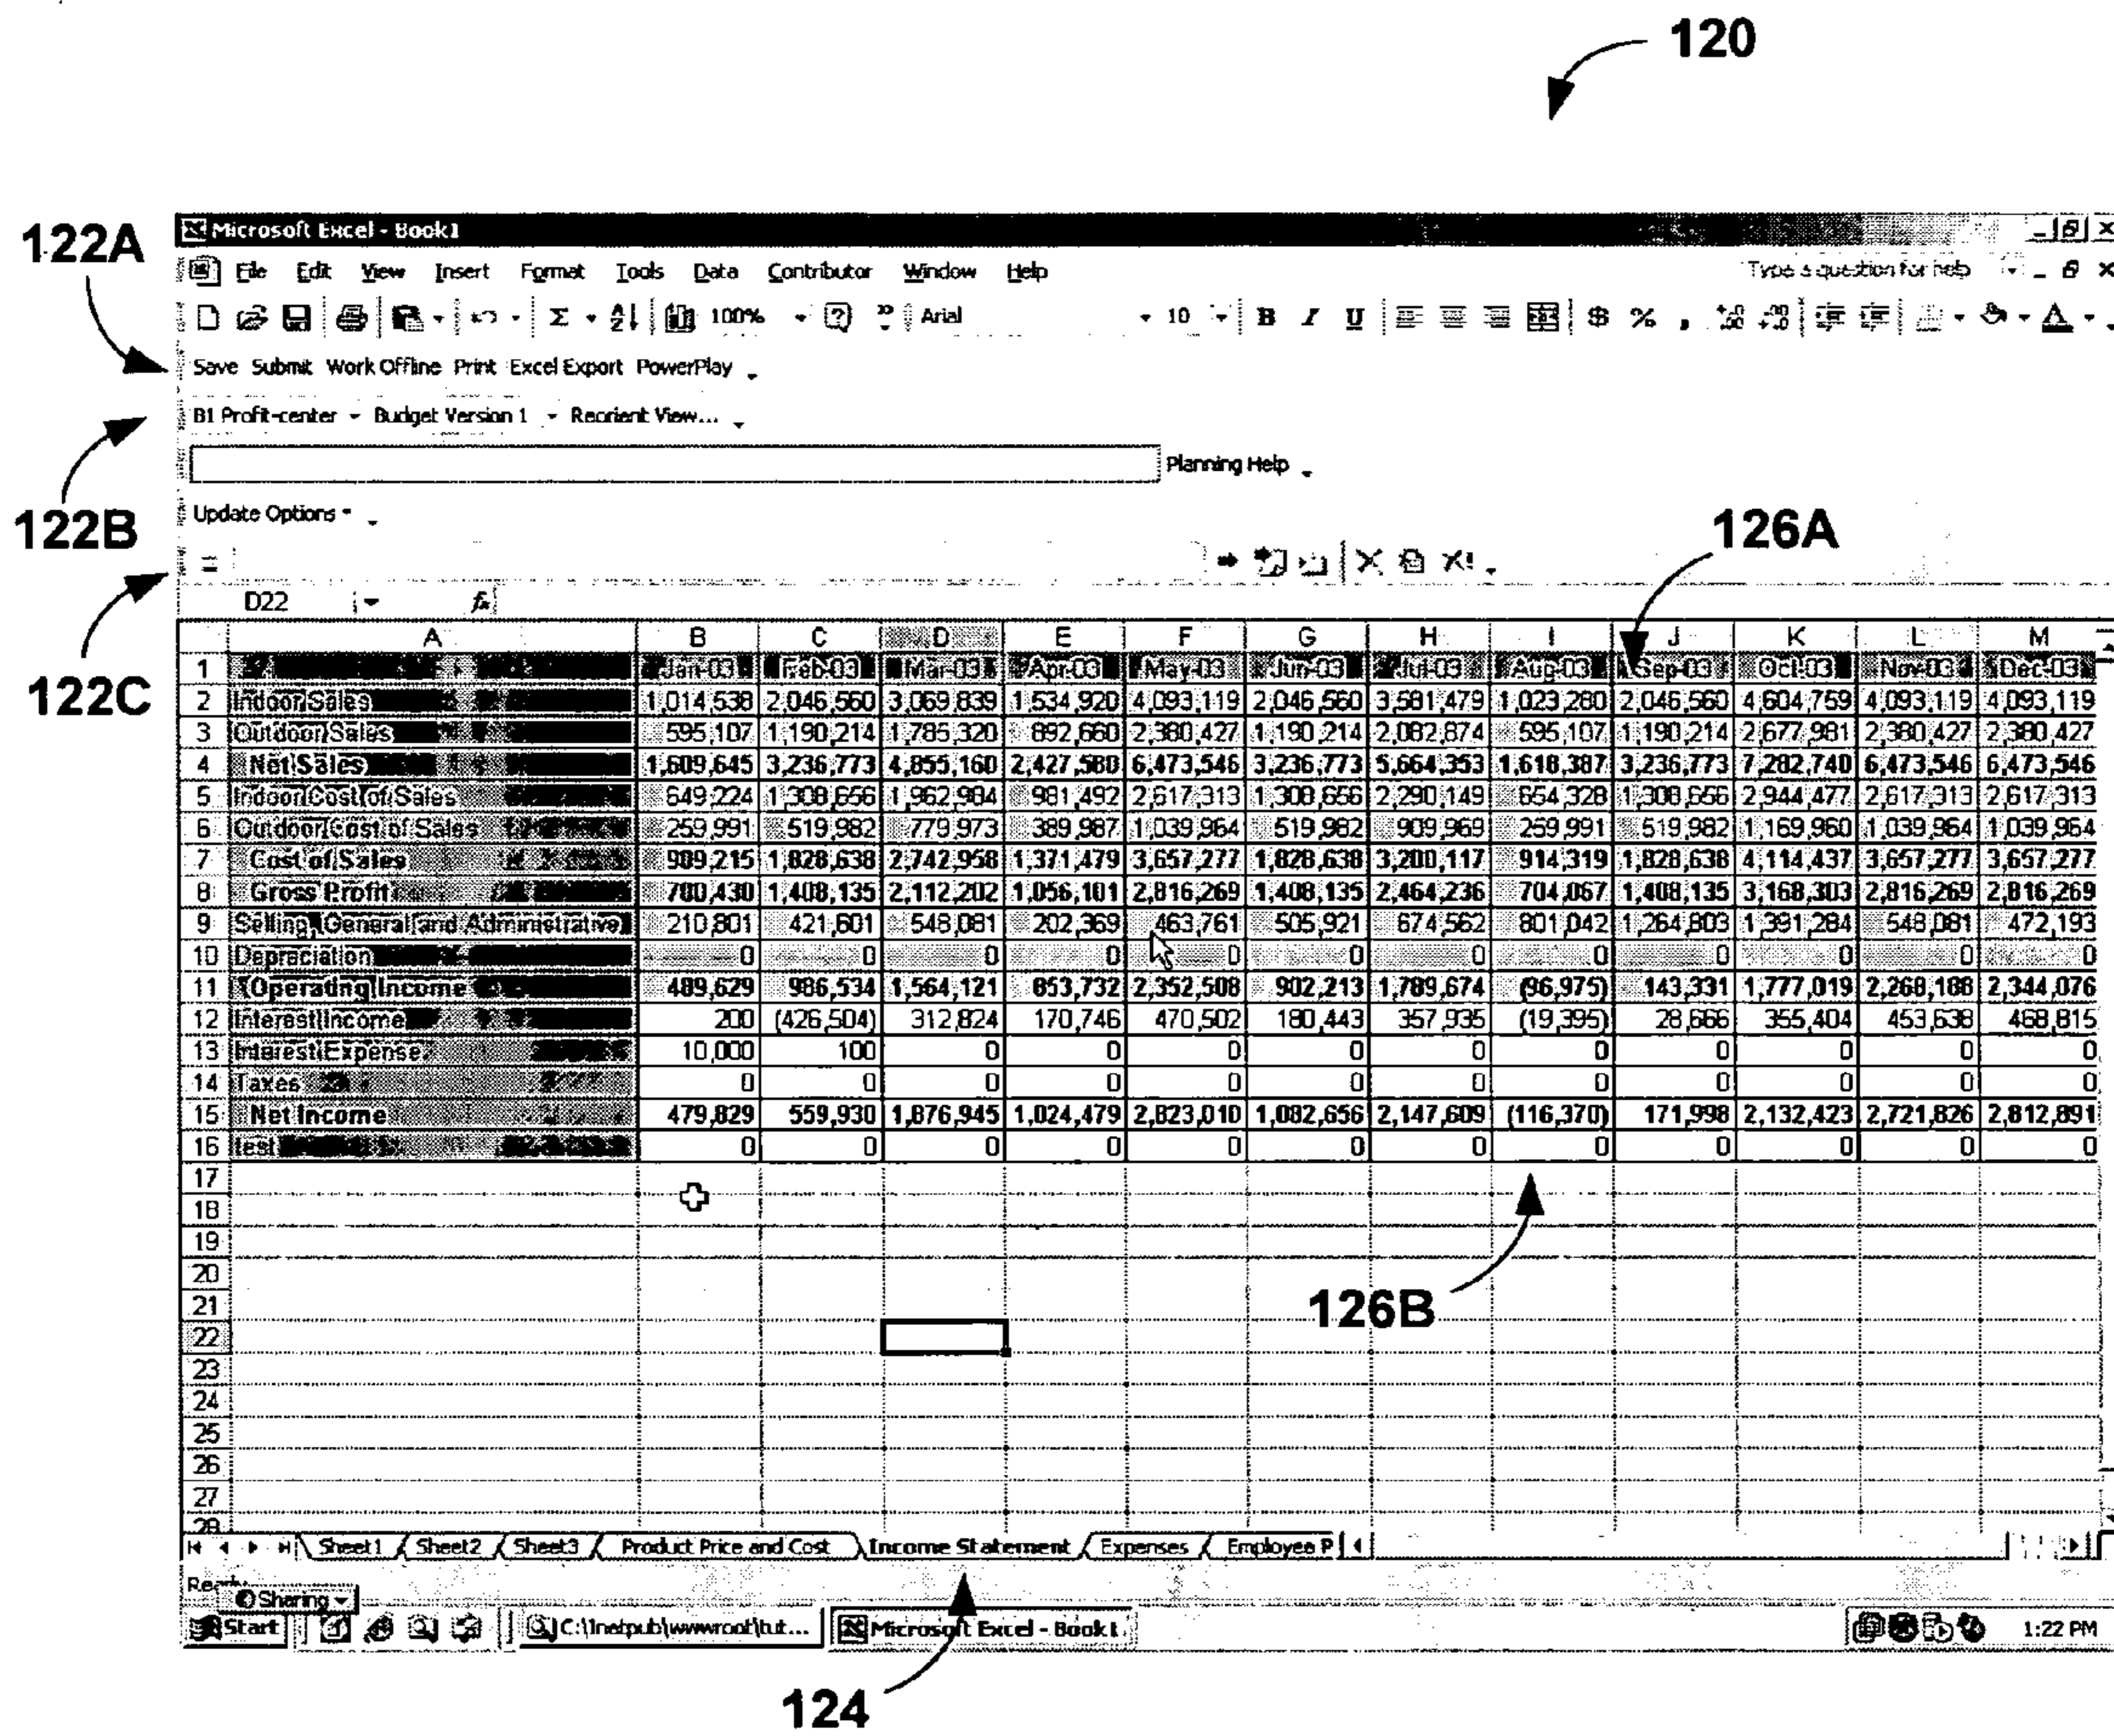 120
122A
122B
122C
126A
126B
124
Microsoft Excel - Book1
File Edit View Insert Format Tools Data Contributor Window Help Type a question for help
100% Arial 10 B I U $ % ,
Save Submit Work Offline Print Excel Export PowerPlay
B1 Profit-center Budget Version 1 Reorient View...
Planning Help
Update Options
=
D22 fx
A B C D E F G H I J K L M
1 Jan-03 Feb-03 Mar-03 Apr-03 May-03 Jun-03 Jul-03 Aug-03 Sep-03 Oct-03 Nov-03 Dec-03
2 Indoor Sales 1,014,538 2,046,560 3,069,839 1,534,920 4,093,119 2,046,560 3,581,479 1,023,280 2,046,560 4,604,759 4,093,119 4,093,119
3 Outdoor Sales 595,107 1,190,214 1,785,320 892,660 2,380,427 1,190,214 2,082,874 595,107 1,190,214 2,677,981 2,380,427 2,380,427
4 Net Sales 1,609,645 3,236,773 4,855,160 2,427,580 6,473,546 3,236,773 5,664,353 1,618,387 3,236,773 7,282,740 6,473,546 6,473,546
5 Indoor Cost of Sales 649,224 1,308,656 1,962,984 981,492 2,617,313 1,308,656 2,290,149 654,328 1,308,656 2,944,477 2,617,313 2,617,313
6 Outdoor Cost of Sales 259,991 519,982 779,973 389,987 1,039,964 519,982 909,969 259,991 519,982 1,169,960 1,039,964 1,039,964
7 Cost of Sales 909,215 1,828,638 2,742,958 1,371,479 3,657,277 1,828,638 3,200,117 914,319 1,828,638 4,114,437 3,657,277 3,657,277
8 Gross Profit 700,430 1,408,135 2,112,202 1,056,101 2,816,269 1,408,135 2,464,236 704,067 1,408,135 3,168,303 2,816,269 2,816,269
9 Selling, General and Administrative 210,801 421,601 548,081 202,369 463,761 505,921 674,562 801,042 1,264,803 1,391,284 548,081 472,193
10 Depreciation 0 0 0 0 0 0 0 0 0 0 0 0
11 Operating Income 489,629 986,534 1,564,121 853,732 2,352,508 902,213 1,789,674 (96,975) 143,331 1,777,019 2,268,188 2,344,076
12 Interest Income 200 (426,504) 312,824 170,746 470,502 180,443 357,935 (19,395) 28,666 355,404 453,638 468,815
13 Interest Expense 10,000 100 0 0 0 0 0 0 0 0 0 0
14 Taxes 0 0 0 0 0 0 0 0 0 0 0 0
15 Net Income 479,829 559,930 1,876,945 1,024,479 2,823,010 1,082,656 2,147,609 (116,370) 171,998 2,132,423 2,721,826 2,812,891
16 test 0 0 0 0 0 0 0 0 0 0 0 0
17
18
19
20
21
22
23
24
25
26
27
28
Sheet1 Sheet2 Sheet3 Product Price and Cost Income Statement Expenses Employee P
Sharing
Start C:\Inetpub\wwwroot\tut... Microsoft Excel - Book1 1:22 PM